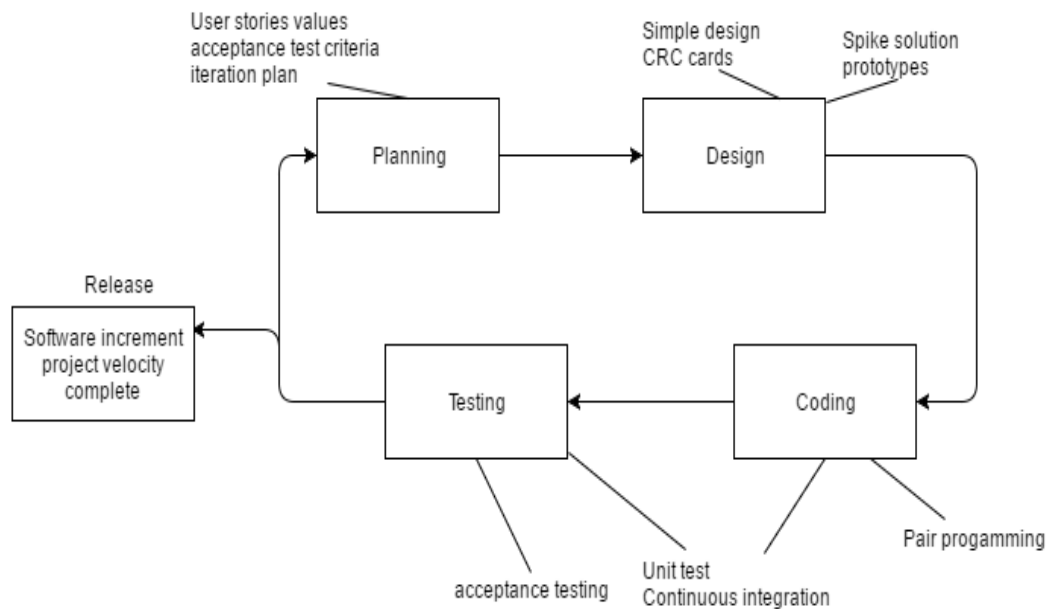 User stories values
acceptance test criteria
iteration plan
Simple design
CRC cards
Spike solution
prototypes
Planning
Design
Release
Software increment
project velocity
complete
Testing
Coding
acceptance testing
Unit test
Continuous integration
Pair progamming